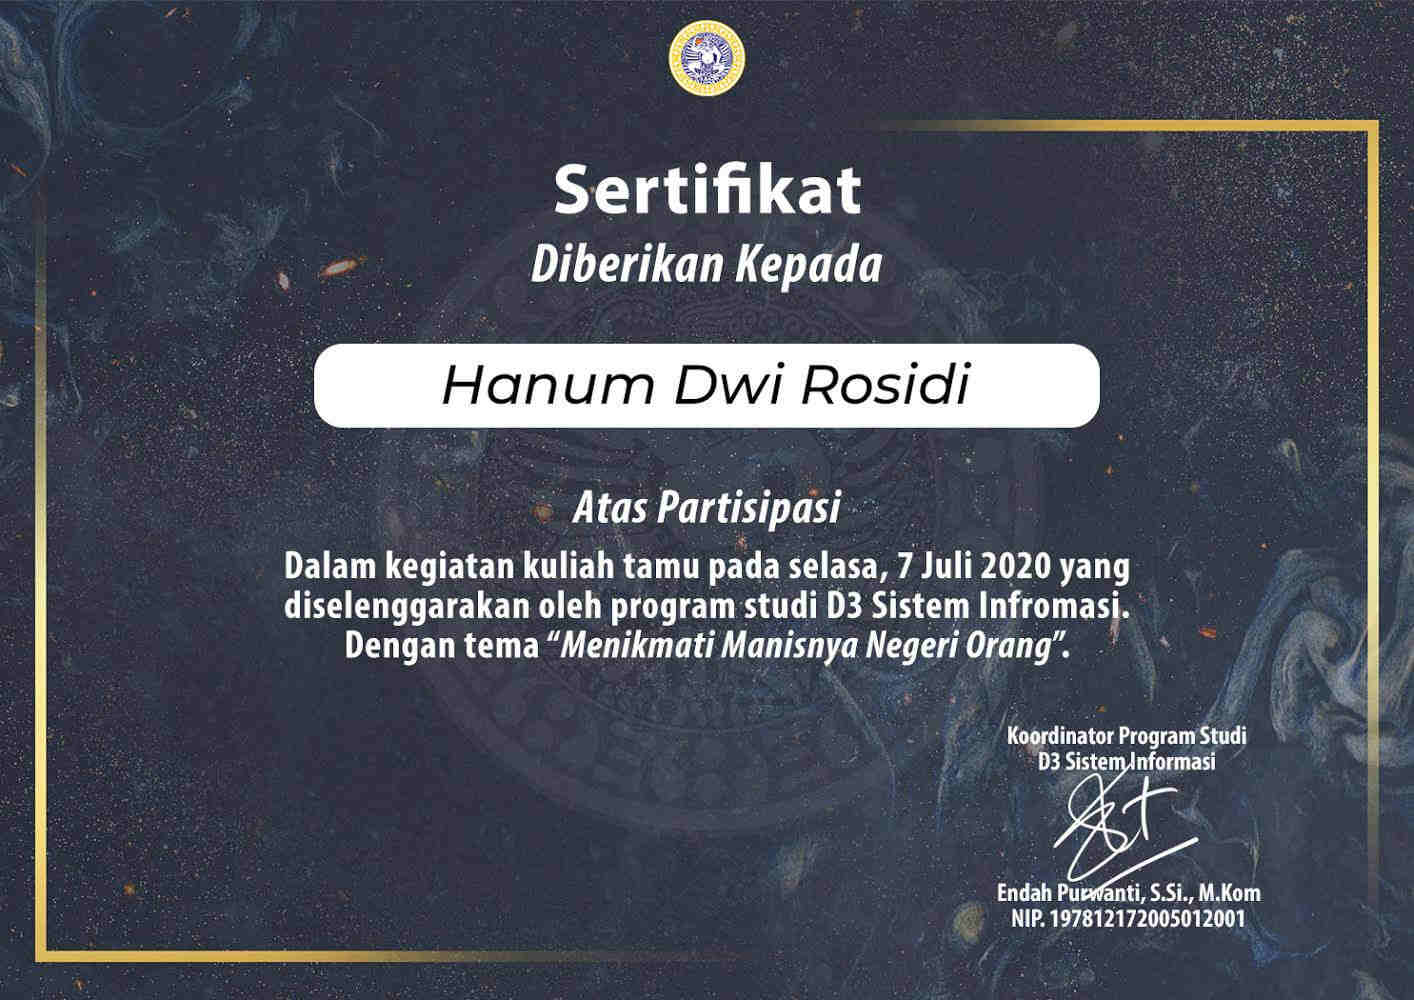 Sertifikat
Diberikan Kepada
Hanum Dwi Rosidi
Atas Partisipasi
Dalam kegiatan kuliah tamu pada selasa, 7 Juli 2020 yang
diselenggarakan oleh program studi D3 Sistem Infromasi.
Dengan tema “Menikmati Manisnya Negeri Orang”.
Koordinator Program Studi
D3 Sistem Informasi
Endah Purwanti, S.Si., M.Kom
NIP. 197812172005012001